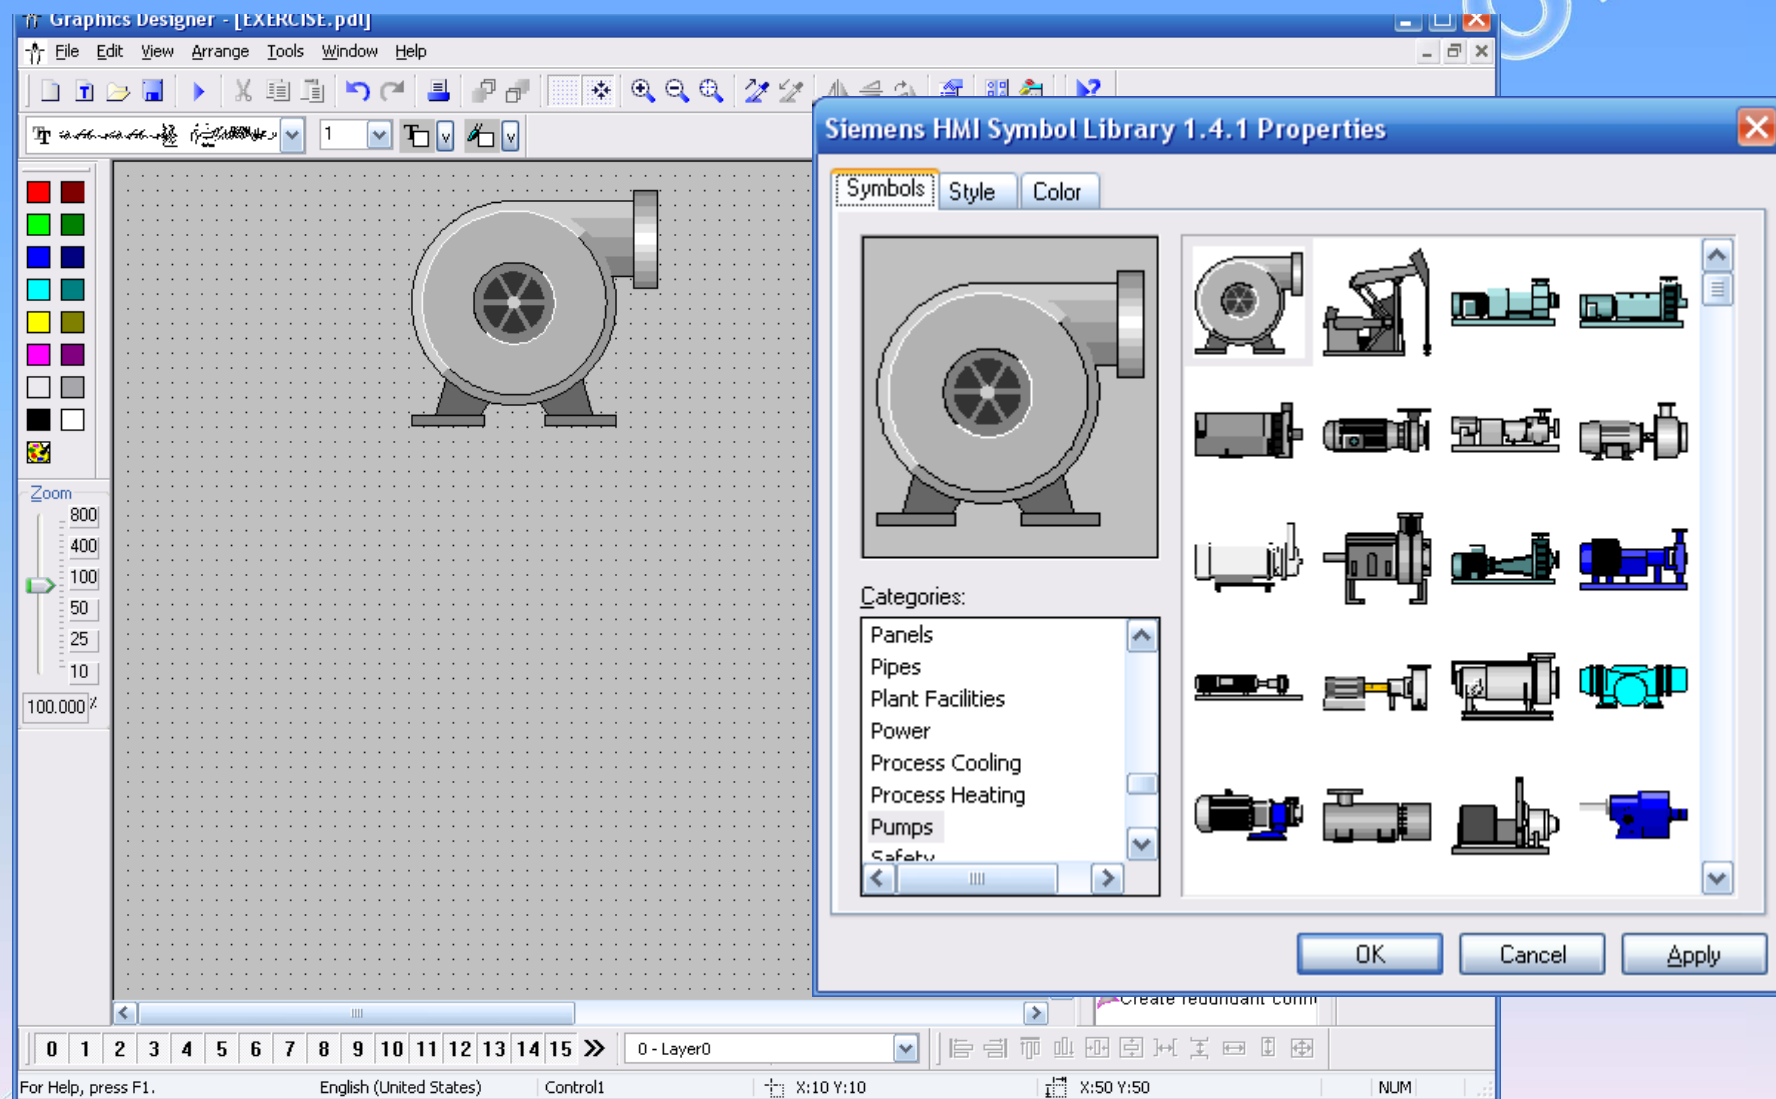 Graphics Designer - [EXERCISE.pdl]
File Edit View Arrange Tools Window Help
1
Siemens HMI Symbol Library 1.4.1 Properties
Symbols Style Color
Zoom
800
400
100
50
25
10
100.000 %
Categories:
Panels
Pipes
Plant Facilities
Power
Process Cooling
Process Heating
Pumps
Safety
OK Cancel Apply
Create redundant conn
0 1 2 3 4 5 6 7 8 9 10 11 12 13 14 15 0 - Layer0
For Help, press F1. English (United States) Control1 X:10 Y:10 X:50 Y:50 NUM